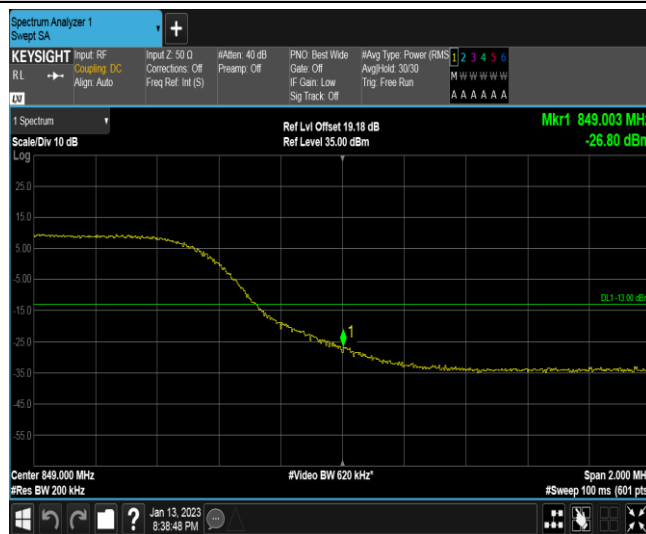 Spectrum Analyzer 1
Swept SA
+
KEYSIGHT
RL
LXI
Input: RF
Coupling: DC
Align: Auto
Input Z: 50 Ω
Corrections: Off
Freq Ref: Int (S)
#Atten: 40 dB
Preamp: Off
PNO: Best Wide
Gate: Off
IF Gain: Low
Sig Track: Off
#Avg Type: Power (RMS
Avg|Hold: 30/30
Trig: Free Run
1 2 3 4 5 6
M W W W W W
A A A A A A
1 Spectrum
Scale/Div 10 dB
Log
Ref Lvl Offset 19.18 dB
Ref Level 35.00 dBm
Mkr1 849.003 MHz
-26.80 dBm
25.0
15.0
5.00
-5.00
DL1 -13.00 dBm
-15.0
1
-25.0
-35.0
-45.0
-55.0
Center 849.000 MHz
#Video BW 620 kHz*
Span 2.000 MHz
#Res BW 200 kHz
#Sweep 100 ms (601 pts
?
Jan 13, 2023
8:38:48 PM